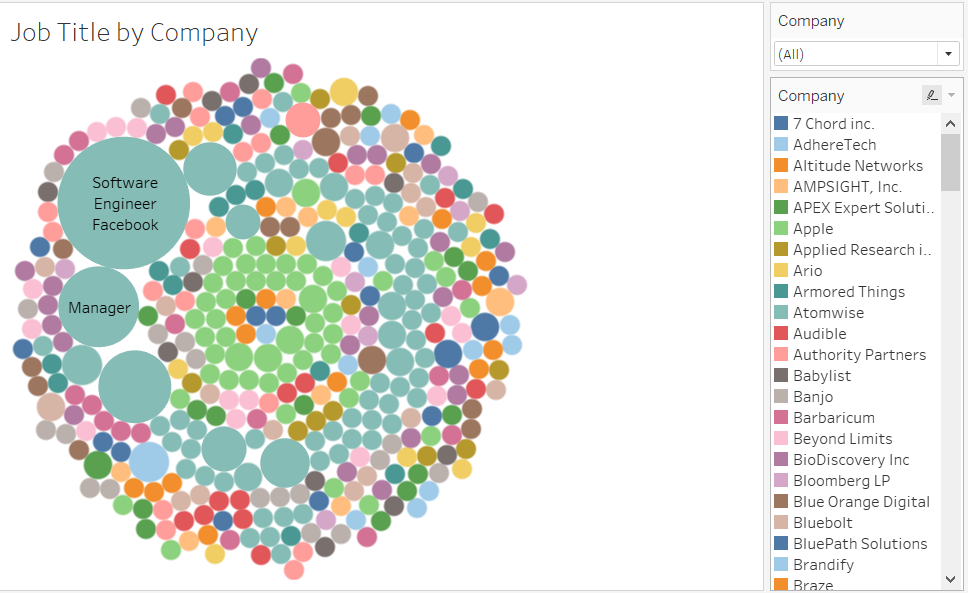 Job Title by Company
Software
Engineer
Facebook
Manager
Company
(All)
Company
7 Chord inc.
AdhereTech
Altitude Networks
AMPSIGHT, Inc.
APEX Expert Soluti..
Apple
Applied Research i..
Ario
Armored Things
Atomwise
Audible
Authority Partners
Babylist
Banjo
Barbaricum
Beyond Limits
BioDiscovery Inc
Bloomberg LP
Blue Orange Digital
Bluebolt
BluePath Solutions
Brandify
Braze